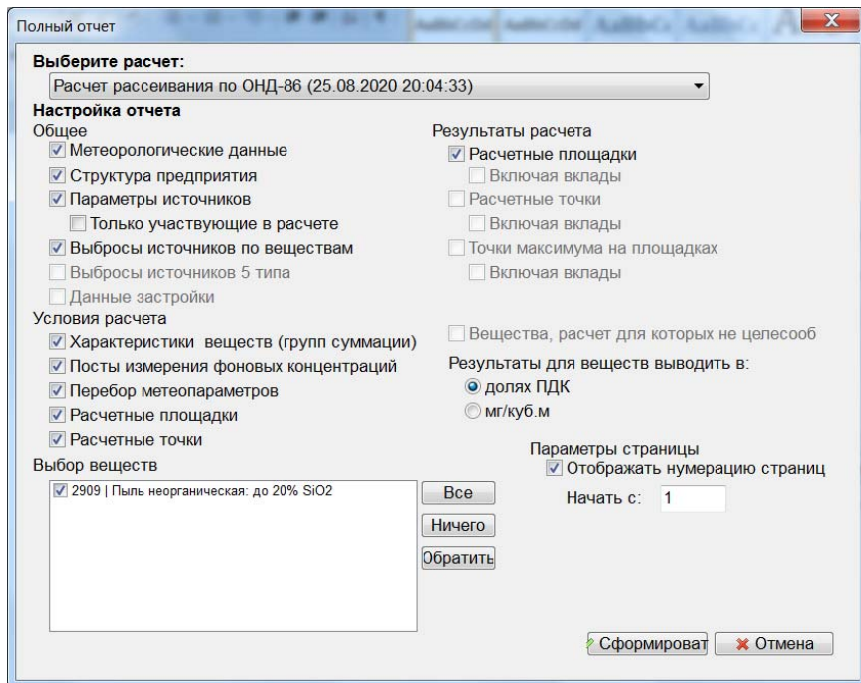 Полный отчет
Выберите расчет:
Расчет рассеивания по ОНД-86 (25.08.2020 20:04:33)
Настройка отчета
Общее
Метеорологические данные
Структура предприятия
Параметры источников
Только участвующие в расчете
Выбросы источников по веществам
Выбросы источников 5 типа
Данные застройки
Условия расчета
Характеристики веществ (групп суммации)
Посты измерения фоновых концентраций
Перебор метеопараметров
Расчетные площадки
Расчетные точки
Выбор веществ
2909 | Пыль неорганическая: до 20% SiO2
Все
Ничего
Обратить
Результаты расчета
Расчетные площадки
Включая вклады
Расчетные точки
Включая вклады
Точки максимума на площадках
Включая вклады
Вещества, расчет для которых не целесооб
Результаты для веществ выводить в:
долях ПДК
мг/куб.м
Параметры страницы
Отображать нумерацию страниц
Начать с: 1
Сформироват
Отмена